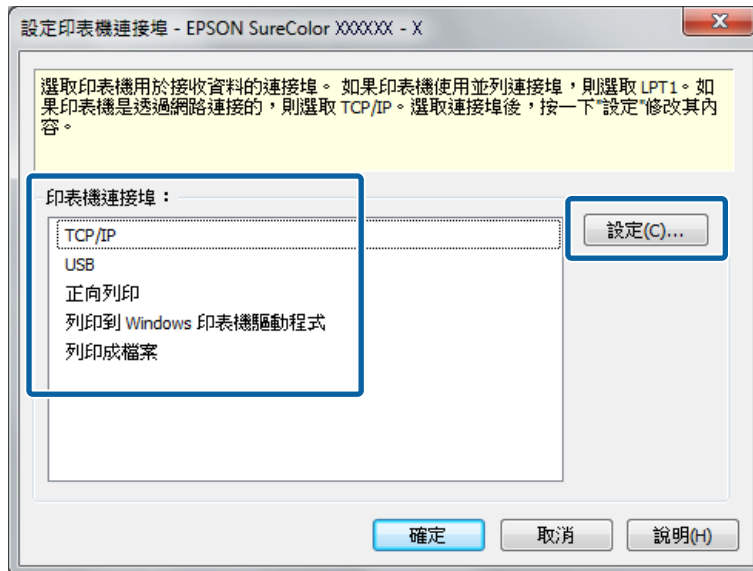 設定印表機連接埠 - EPSON SureColor XXXXXX - X
選取印表機用於接收資料的連接埠。 如果印表機使用並列連接埠，則選取 LPT1。如
果印表機是透過網路連接的，則選取 TCP/IP。選取連接埠後，按一下"設定"修改其內
容。
印表機連接埠：
TCP/IP
設定(C)...
USB
正向列印
列印到 Windows 印表機驅動程式
列印成檔案
確定
取消
說明(H)